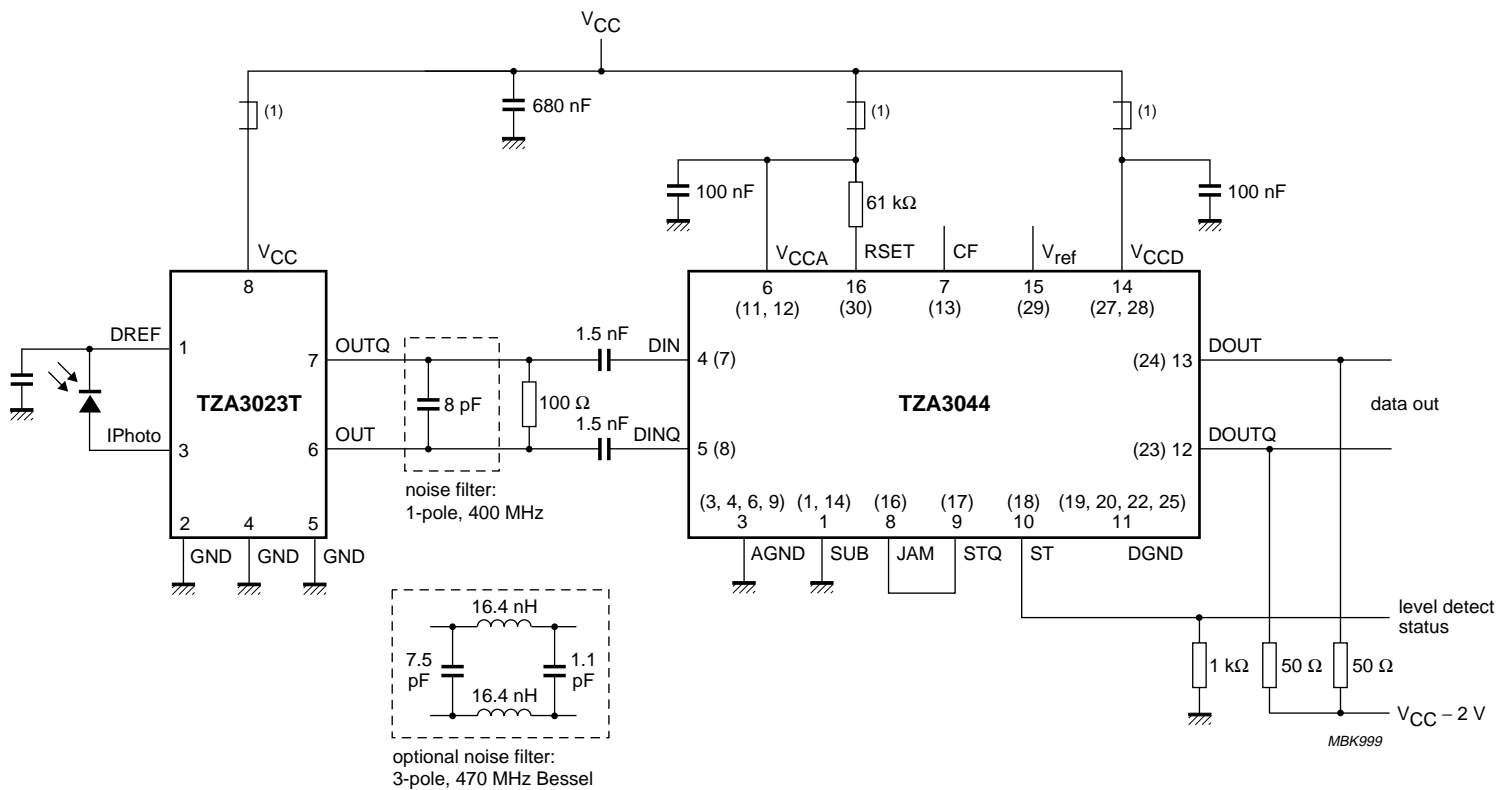 VCC
(1)
680 nF
(1)
(1)
100 nF
61 kΩ
100 nF
VCC
VCCA
RSET
CF
Vref
VCCD
8
6
16
7
15
14
(11, 12)
(30)
(13)
(29)
(27, 28)
DREF
1
OUTQ
7
1.5 nF
DIN
4 (7)
(24) 13
DOUT
TZA3023T
8 pF
100 Ω
TZA3044
data out
IPhoto
3
OUT
6
1.5 nF
DINQ
5 (8)
(23) 12
DOUTQ
noise filter:
1-pole, 400 MHz
2
4
5
GND
GND
GND
(3, 4, 6, 9)
(1, 14)
(16)
(17)
(18)
(19, 20, 22, 25)
3
1
8
9
10
11
AGND
SUB
JAM
STQ
ST
DGND
16.4 nH
7.5
pF
1.1
pF
16.4 nH
optional noise filter:
3-pole, 470 MHz Bessel
level detect
status
1 kΩ
50 Ω
50 Ω
VCC – 2 V
MBK999